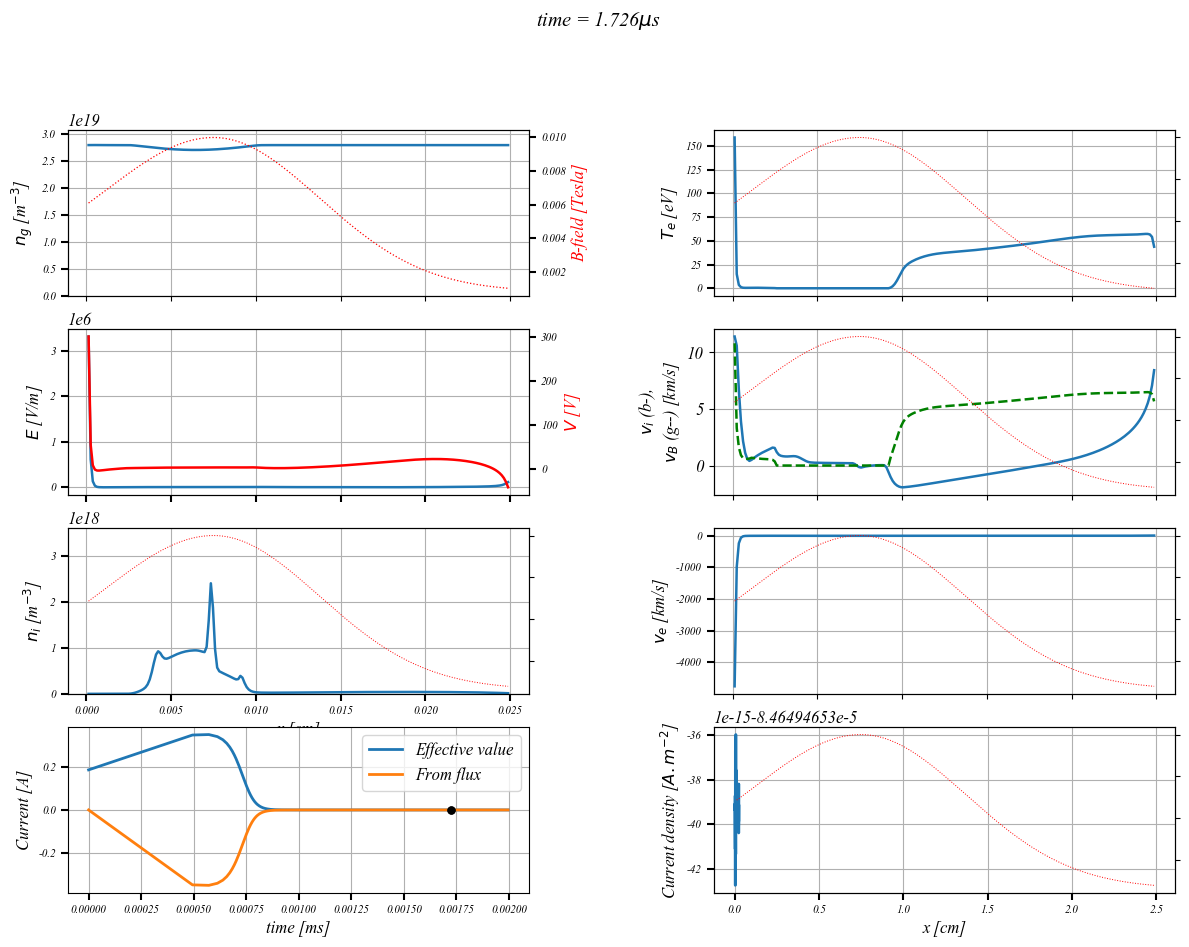 time = 1.726μs
1e19
3.0
2.5
2.0
1.5
1.0
0.5
0.0
n_g [m^{-3}]
0.010
0.008
0.006
0.004
0.002
B-field [Tesla]
150
125
100
75
50
25
0
T_e [eV]
1e6
3
2
1
0
E [V/m]
300
200
100
0
V [V]
10
5
0
v_i (b-),
v_B (g--) [km/s]
1e18
3
2
1
0
n_i [m^{-3}]
0.000 0.005 0.010 0.015 0.020 0.025
0
-1000
-2000
-3000
-4000
v_e [km/s]
0.2
0.0
-0.2
Current [A]
Effective value
From flux
0.00000 0.00025 0.00050 0.00075 0.00100 0.00125 0.00150 0.00175 0.00200
time [ms]
1e-15-8.46494653e-5
-36
-38
-40
-42
Current density [A.m^{-2}]
0.0 0.5 1.0 1.5 2.0 2.5
x [cm]